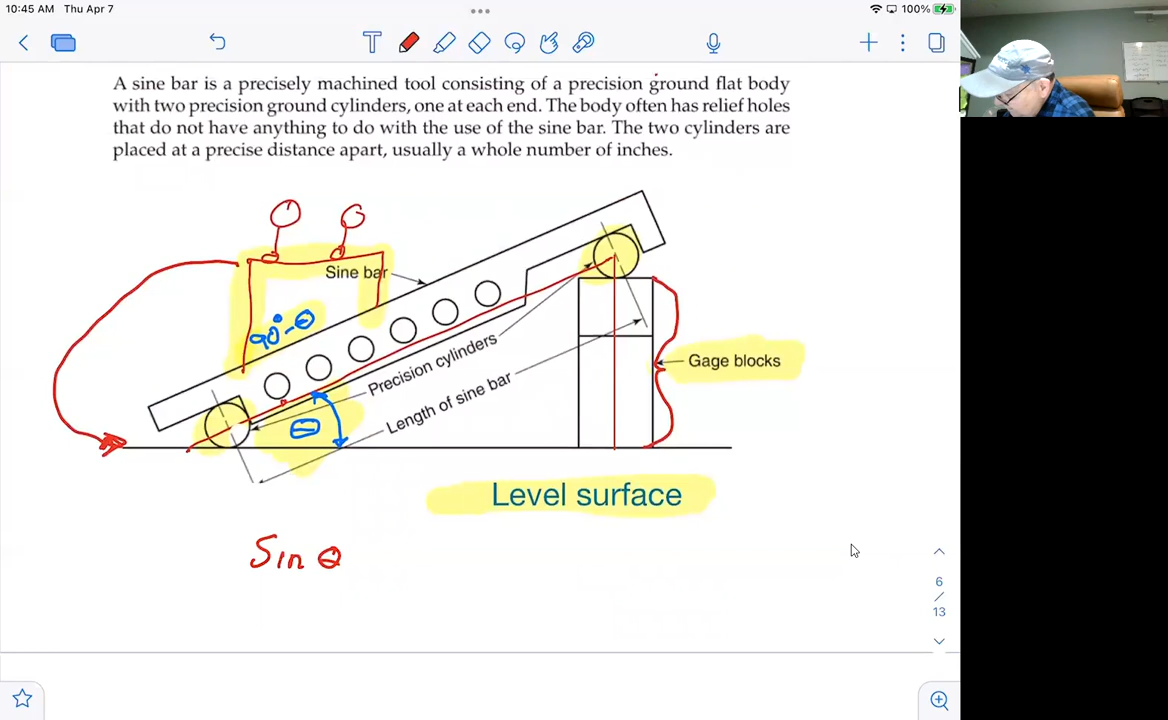 10:45 AM Thu Apr 7
100%
A sine bar is a precisely machined tool consisting of a precision ground flat body
with two precision ground cylinders, one at each end. The body often has relief holes
that do not have anything to do with the use of the sine bar. The two cylinders are
placed at a precise distance apart, usually a whole number of inches.
Sine bar
90°-θ
Precision cylinders
Gage blocks
Length of sine bar
θ
Level surface
Sin θ
6
/
13